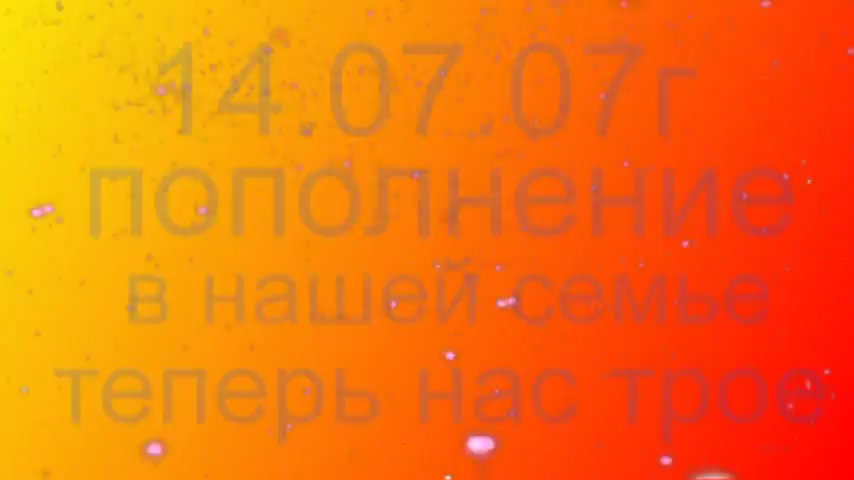 14.07.07г
пополнение
в нашей семье
теперь нас трое